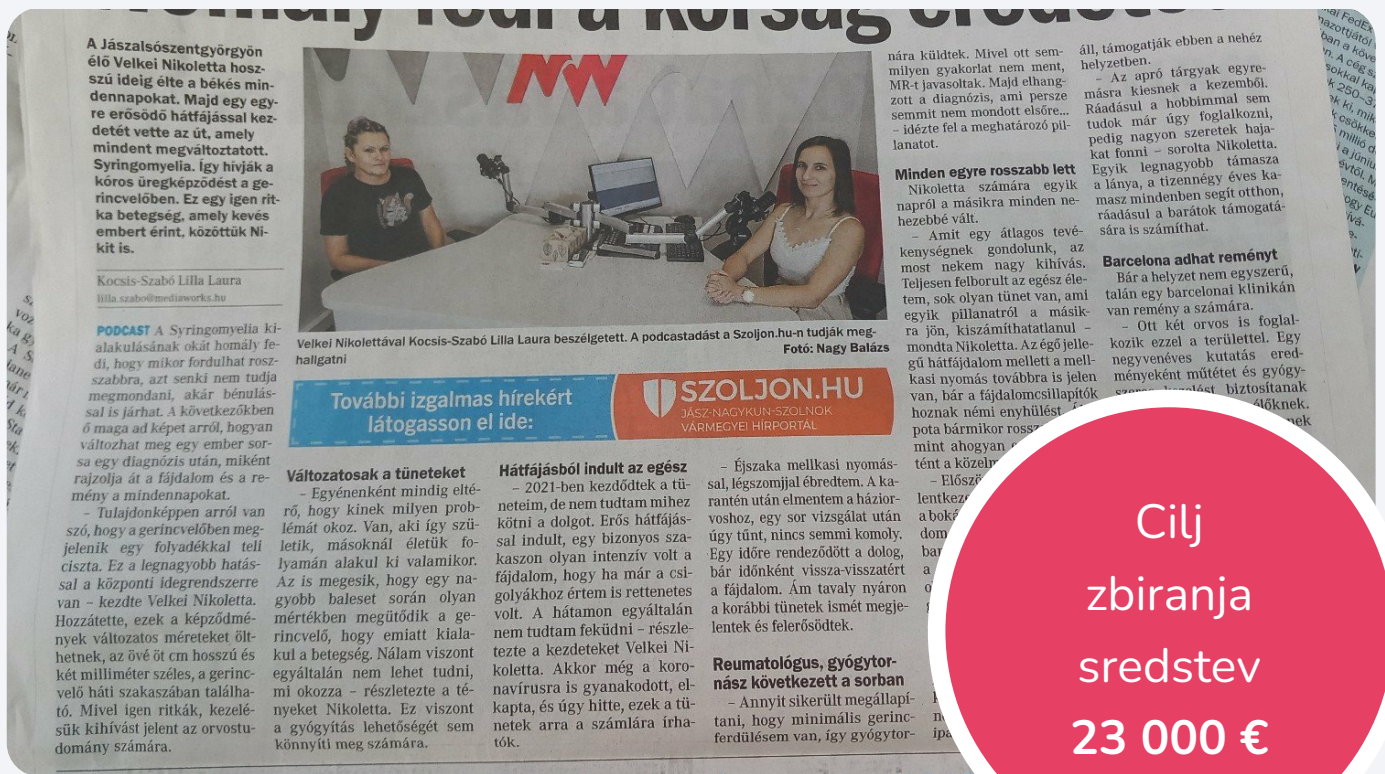 födi a kórság
A Jászalsószentgyörgyön
élő Velkei Nikoletta hosz-
szú ideig élte a békés min-
dennapokat. Majd egy egy-
re erősödő hátfájással kez-
detét vette az út, amely
mindent megváltoztatott.
Syringomyelia. Így hívják a
kóros üregképződést a ge-
rincvelőben. Ez egy igen rit-
ka betegség, amely kevés
embert érint, közöttük Ni-
kit is.
Kocsis-Szabó Lilla Laura
lilla.szabo@mediaworks.hu
PODCAST A Syringomyelia ki-
alakulásának okát homály fe-
di, hogy mikor fordulhat rosz-
szabbra, azt senki nem tudja
megmondani, akár bénulás-
sal is járhat. A következőkben
ő maga ad képet arról, hogyan
változhat meg egy ember sor-
sa egy diagnózis után, miként
rajzolja át a fájdalom és a re-
mény a mindennapokat.
– Tulajdonképpen arról van
szó, hogy a gerincvelőben meg-
jelenik egy folyadékkal teli
ciszta. Ez a legnagyobb hatás-
sal a központi idegrendszerre
van – kezdte Velkei Nikoletta.
Hozzátette, ezek a képződmé-
nyek változatos méreteket ölt-
hetnek, az övé öt cm hosszú és
két milliméter széles, a gerinc-
velő háti szakaszában találha-
tó. Mivel igen ritkák, kezelé-
sük kihívást jelent az orvostu-
domány számára.
Velkei Nikolettával Kocsis-Szabó Lilla Laura beszélgetett. A podcastadást a Szoljon.hu-n tudják meg-
hallgatni
Fotó: Nagy Balázs
További izgalmas hírekért
látogasson el ide:
SZOLJON.HU
JÁSZ-NAGYKUN-SZOLNOK
VÁRMEGYEI HÍRPORTÁL
Változatosak a tüneteket
– Egyénenként mindig elté-
rő, hogy kinek milyen prob-
lémát okoz. Van, aki így szü-
letik, másoknál életük fo-
lyamán alakul ki valamikor.
Az is megesik, hogy egy na-
gyobb baleset során olyan
mértékben megütődik a ge-
rincvelő, hogy emiatt kiala-
kul a betegség. Nálam viszont
egyáltalán nem lehet tudni,
mi okozza – részletezte a té-
nyeket Nikoletta. Ez viszont
a gyógyítás lehetőségét sem
könnyíti meg számára.
Hátfájásból indult az egész
– 2021-ben kezdődtek a tü-
neteim, de nem tudtam mihez
kötni a dolgot. Erős hátfájás-
sal indult, egy bizonyos sza-
kaszon olyan intenzív volt a
fájdalom, hogy ha már a csi-
golyákhoz értem is rettenetes
volt. A hátamon egyáltalán
nem tudtam feküdni – részle-
tezte a kezdeteket Velkei Ni-
koletta. Akkor még a koro-
navírusra is gyanakodott, el-
kapta, és úgy hitte, ezek a tü-
netek arra a számlára írha-
tók.
– Éjszaka mellkasi nyomás-
sal, légszomjjal ébredtem. A ka-
rantén után elmentem a házior-
voshoz, egy sor vizsgálat után
úgy tűnt, nincs semmi komoly.
Egy időre rendeződött a dolog,
bár időnként vissza-visszatért
a fájdalom. Ám tavaly nyáron
a korábbi tünetek ismét megje-
lentek és felerősödtek.
Reumatológus, gyógytor-
nász következett a sorban
– Annyit sikerült megállapí-
tani, hogy minimális gerinc-
ferdülésem van, így gyógytor-
nára küldtek. Mivel ott sem-
milyen gyakorlat nem ment,
MR-t javasoltak. Majd elhang-
zott a diagnózis, ami persze
semmit nem mondott elsőre...
– idézte fel a meghatározó pil-
lanatot.
Minden egyre rosszabb lett
Nikoletta számára egyik
napról a másikra minden ne-
hezebbé vált.
– Amit egy átlagos tevé-
kenységnek gondolunk, az
most nekem nagy kihívás.
Teljesen felborult az egész éle-
tem, sok olyan tünet van, ami
egyik pillanatról a másik-
ra jön, kiszámíthatatlanul –
mondta Nikoletta. Az égő jelle-
gű hátfájdalom mellett a mell-
kasi nyomás továbbra is jelen
van, bár a fájdalomcsillapítók
hoznak némi enyhülést
pota bármikor rossz
mint ahogyan
tént a közelm
– Elősző
lentkez
a boká
dom
bar
a
áll, támogatják ebben a nehéz
helyzetben.
– Az apró tárgyak egyre-
másra kiesnek a kezemből.
Ráadásul a hobbimmal sem
tudok már úgy foglalkozni,
pedig nagyon szeretek haja-
kat fonni – sorolta Nikoletta.
Egyik legnagyobb támasza
a lánya, a tizennégy éves ka-
masz mindenben segít otthon,
ráadásul a barátok támogatá-
sára is számíthat.
Barcelona adhat reményt
Bár a helyzet nem egyszerű,
talán egy barcelonai klinikán
van remény a számára.
– Ott két orvos is foglal-
kozik ezzel a területtel. Egy
negyvenéves kutatás ered-
ményeként műtétet és gyógy-
biztosítanak
élőknek.
Cilj
zbiranja
sredstev
23 000 €